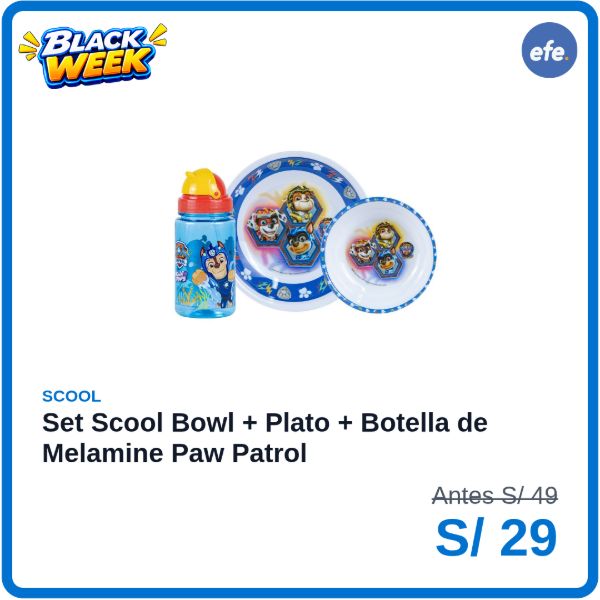 BLACK
WEEK
efe.
SCOOL
Set Scool Bowl + Plato + Botella de
Melamine Paw Patrol
Antes S/ 49
S/ 29